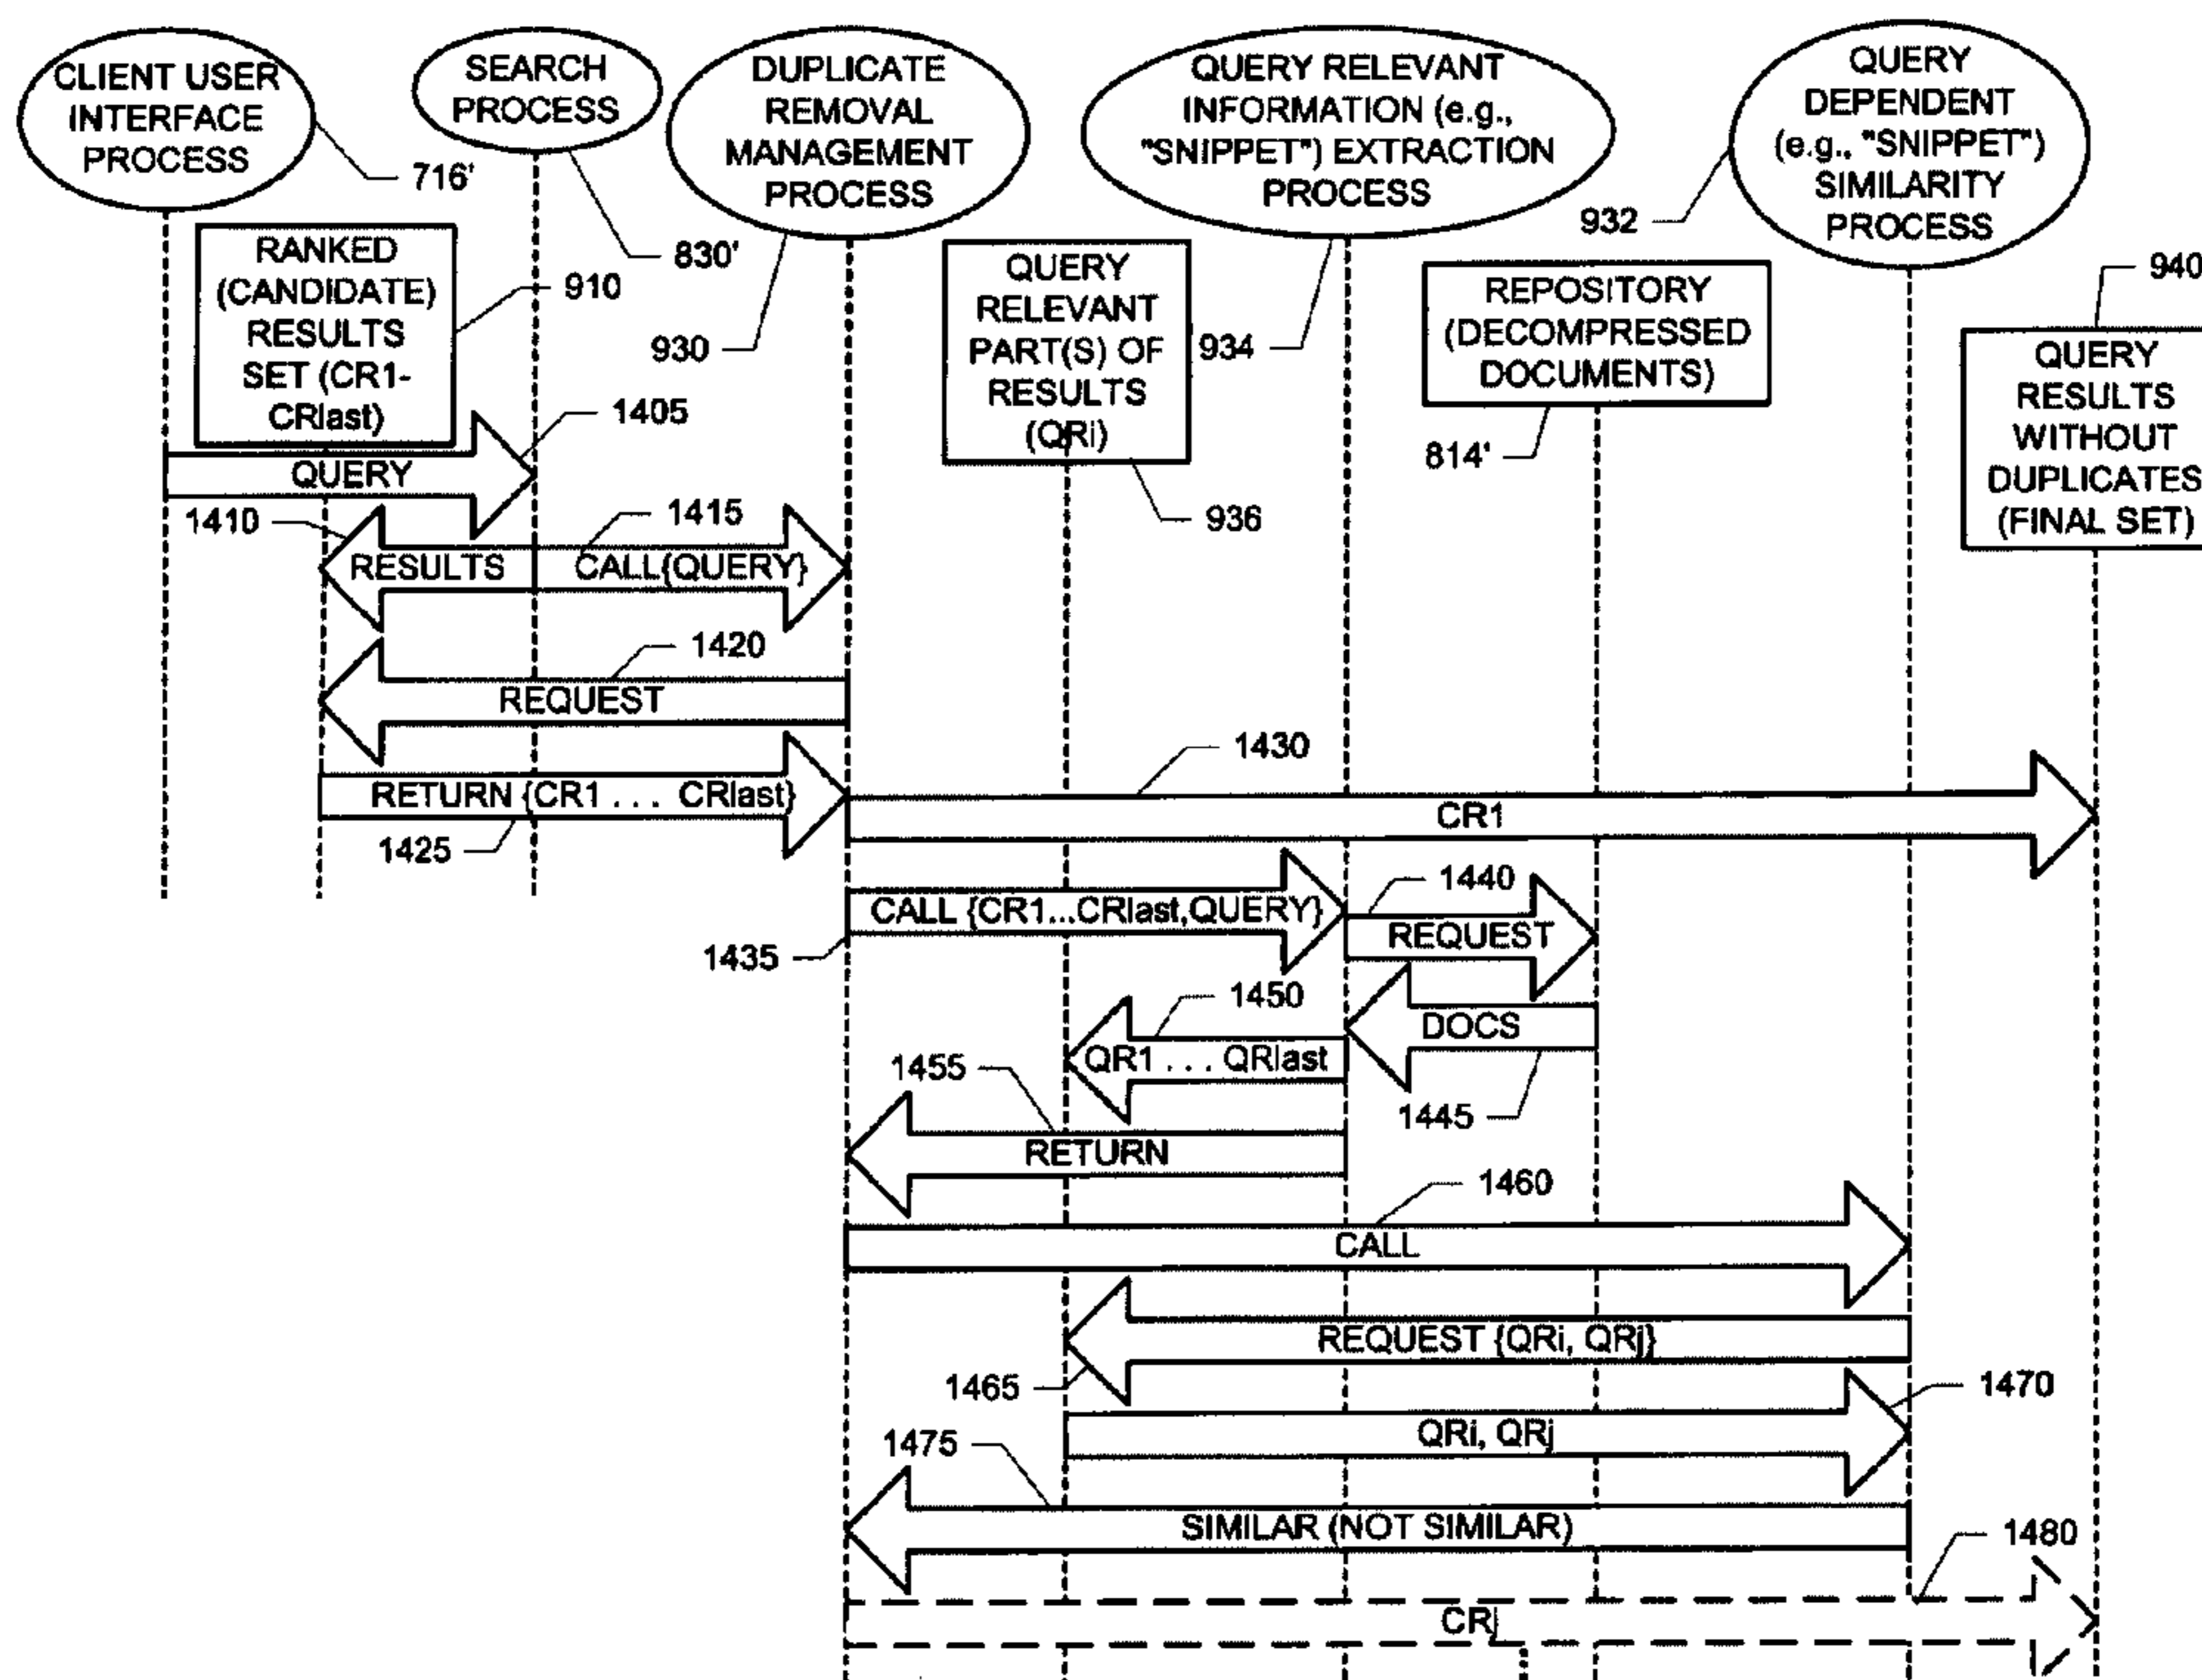 CLIENT USER
INTERFACE
PROCESS
716'
SEARCH
PROCESS
830'
DUPLICATE
REMOVAL
MANAGEMENT
PROCESS
930
QUERY RELEVANT
INFORMATION (e.g.,
"SNIPPET") EXTRACTION
PROCESS
934
QUERY
DEPENDENT
(e.g., "SNIPPET")
SIMILARITY
PROCESS
932
RANKED
(CANDIDATE)
RESULTS
SET (CR1-
CRlast)
910
QUERY
RELEVANT
PART(S) OF
RESULTS
(QRi)
936
REPOSITORY
(DECOMPRESSED
DOCUMENTS)
814'
940
QUERY
RESULTS
WITHOUT
DUPLICATES
(FINAL SET)
1405
QUERY
1410
1415
RESULTS
CALL{QUERY}
1420
REQUEST
1430
RETURN {CR1 . . . CRlast}
CR1
1425
1440
CALL {CR1...CRlast,QUERY}
REQUEST
1435
1450
DOCS
QR1 . . . QRlast
1455
1445
RETURN
1460
CALL
REQUEST {QRi, QRj}
1465
1470
QRi, QRj
1475
SIMILAR (NOT SIMILAR)
1480
CRj